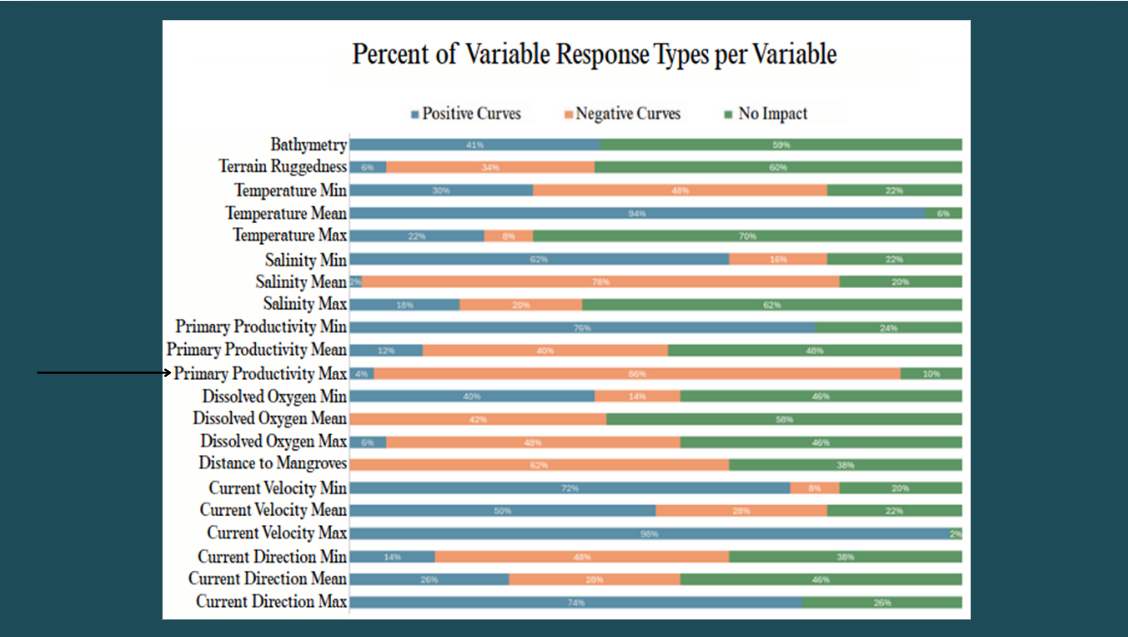 Percent of Variable Response Types per Variable
Positive Curves Negative Curves No Impact
Bathymetry 41% 59%
Terrain Ruggedness 6% 34% 60%
Temperature Min 30% 48% 22%
Temperature Mean 94% 6%
Temperature Max 22% 8% 70%
Salinity Min 62% 16% 22%
Salinity Mean 2% 78% 20%
Salinity Max 18% 20% 62%
Primary Productivity Min 76% 24%
Primary Productivity Mean 12% 40% 48%
Primary Productivity Max 4% 86% 10%
Dissolved Oxygen Min 40% 14% 46%
Dissolved Oxygen Mean 42% 58%
Dissolved Oxygen Max 6% 48% 46%
Distance to Mangroves 62% 38%
Current Velocity Min 72% 8% 20%
Current Velocity Mean 50% 28% 22%
Current Velocity Max 98% 2%
Current Direction Min 14% 48% 38%
Current Direction Mean 26% 28% 46%
Current Direction Max 74% 26%